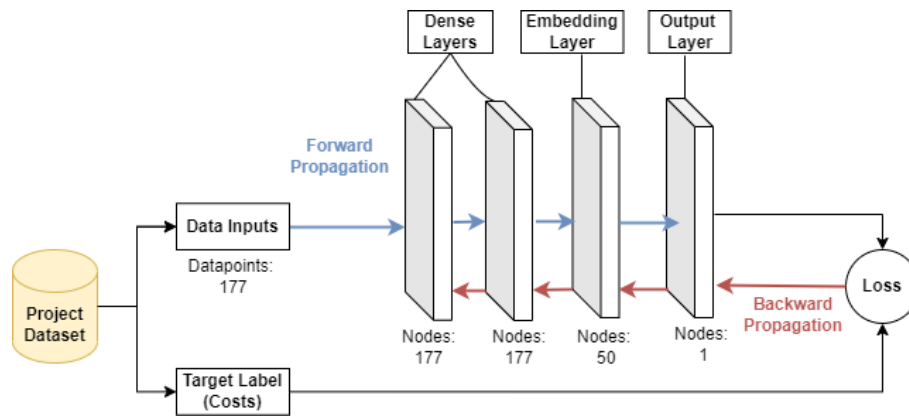 Dense
Layers
Embedding
Layer
Output
Layer
Forward
Propagation
Data Inputs
Datapoints:
177
Project
Dataset
Loss
Backward
Propagation
Nodes:
177
Nodes:
177
Nodes:
50
Nodes:
1
Target Label
(Costs)